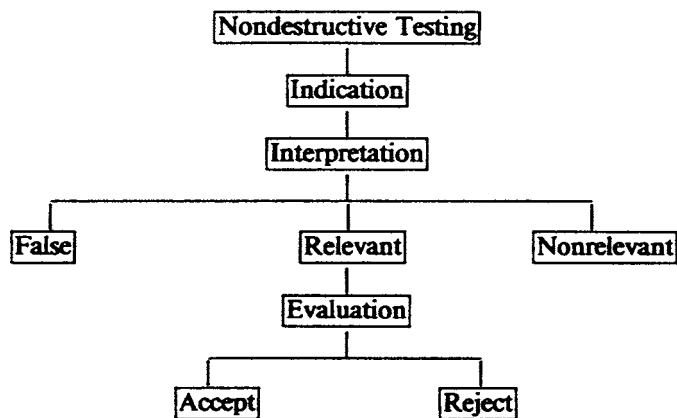 Nondestructive Testing
Indication
Interpretation
False
Relevant
Nonrelevant
Evaluation
Accept
Reject